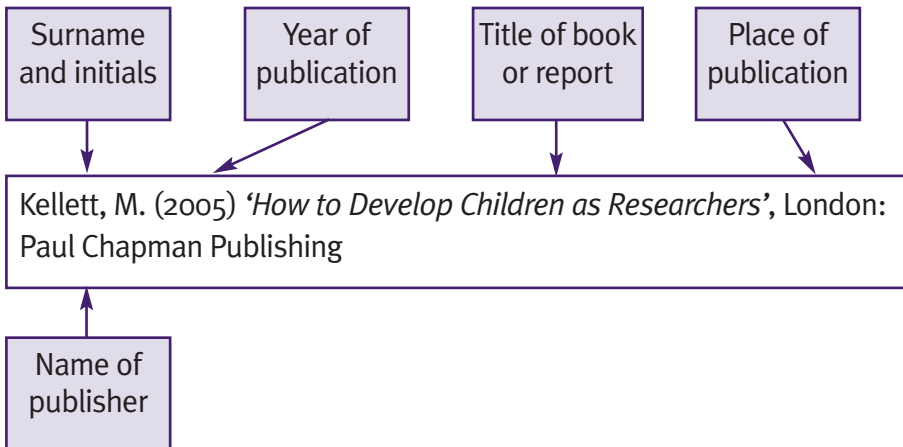 Surname
and initials
Year of
publication
Title of book
or report
Place of
publication
Kellett, M. (2005) ‘How to Develop Children as Researchers’, London:
Paul Chapman Publishing
Name of
publisher